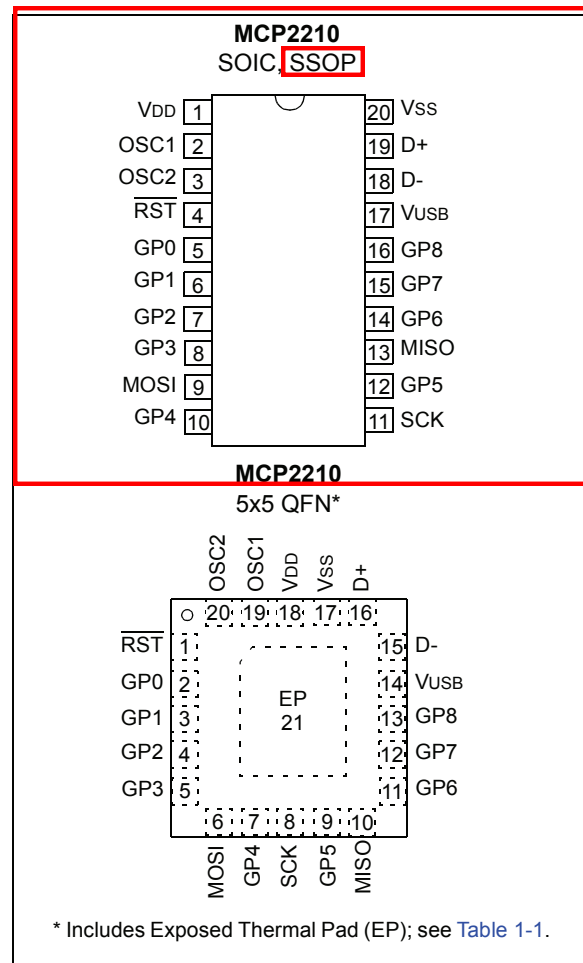 MCP2210
SOIC, SSOP
VDD 1 20 VSS
OSC1 2 19 D+
OSC2 3 18 D-
RST 4 17 VUSB
GP0 5 16 GP8
GP1 6 15 GP7
GP2 7 14 GP6
GP3 8 13 MISO
MOSI 9 12 GP5
GP4 10 11 SCK
MCP2210
5x5 QFN*
OSC2 OSC1 VDD VSS D+
20 19 18 17 16
RST 1 15 D-
GP0 2 EP 14 VUSB
GP1 3 21 13 GP8
GP2 4 12 GP7
GP3 5 11 GP6
6 7 8 9 10
MOSI GP4 SCK GP5 MISO
* Includes Exposed Thermal Pad (EP); see Table 1-1.